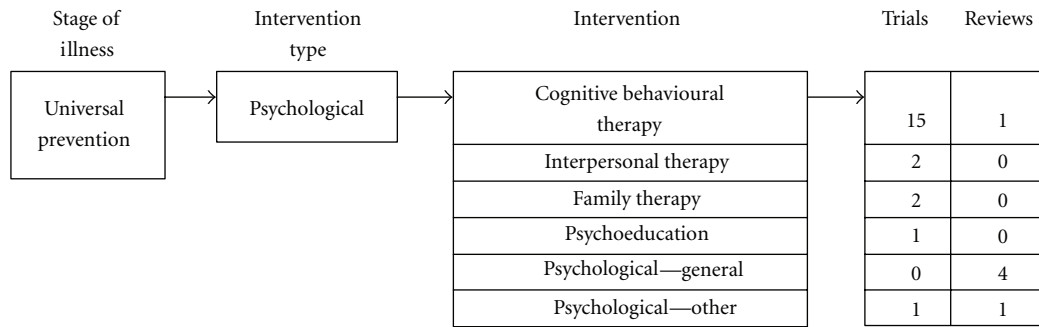 Stage of illness
Intervention type
Intervention
Trials
Reviews
Universal prevention
Psychological
Cognitive behavioural therapy
15 1
Interpersonal therapy 2 0
Family therapy 2 0
Psychoeducation 1 0
Psychological—general 0 4
Psychological—other 1 1